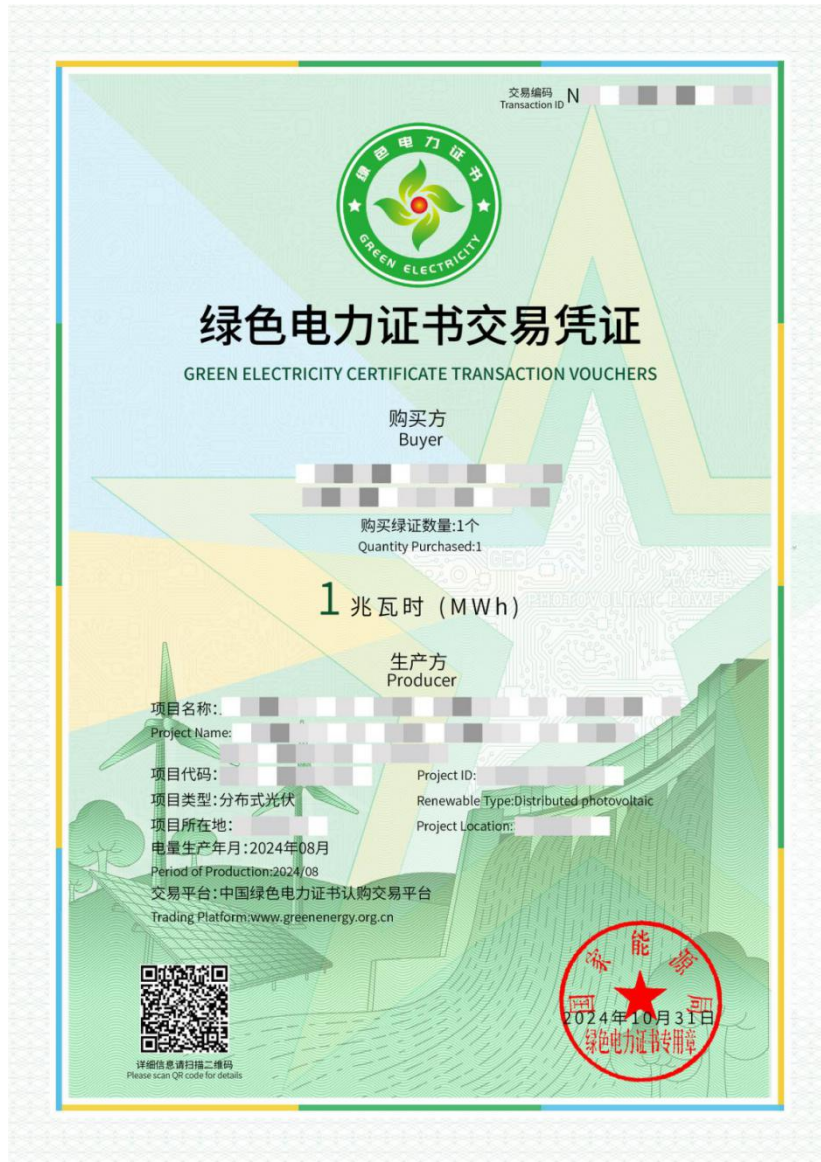 交易编码 N
Transaction ID
绿色电力证书
GREEN ELECTRICITY
绿色电力证书交易凭证
GREEN ELECTRICITY CERTIFICATE TRANSACTION VOUCHERS
购买方
Buyer
购买绿证数量:1个
Quantity Purchased:1
GEC
PHOTOVOLTAIC POWER
1 兆瓦时 (MWh)
生产方
Producer
项目名称:
Project Name:
项目代码: Project ID:
项目类型:分布式光伏 Renewable Type:Distributed photovoltaic
项目所在地: Project Location:
电量生产年月:2024年08月
Period of Production:2024/08
交易平台:中国绿色电力证书认购交易平台
Trading Platform:www.greenenergy.org.cn
国家能源局
2024年10月31日
绿色电力证书专用章
详细信息请扫描二维码
Please scan QR code for details